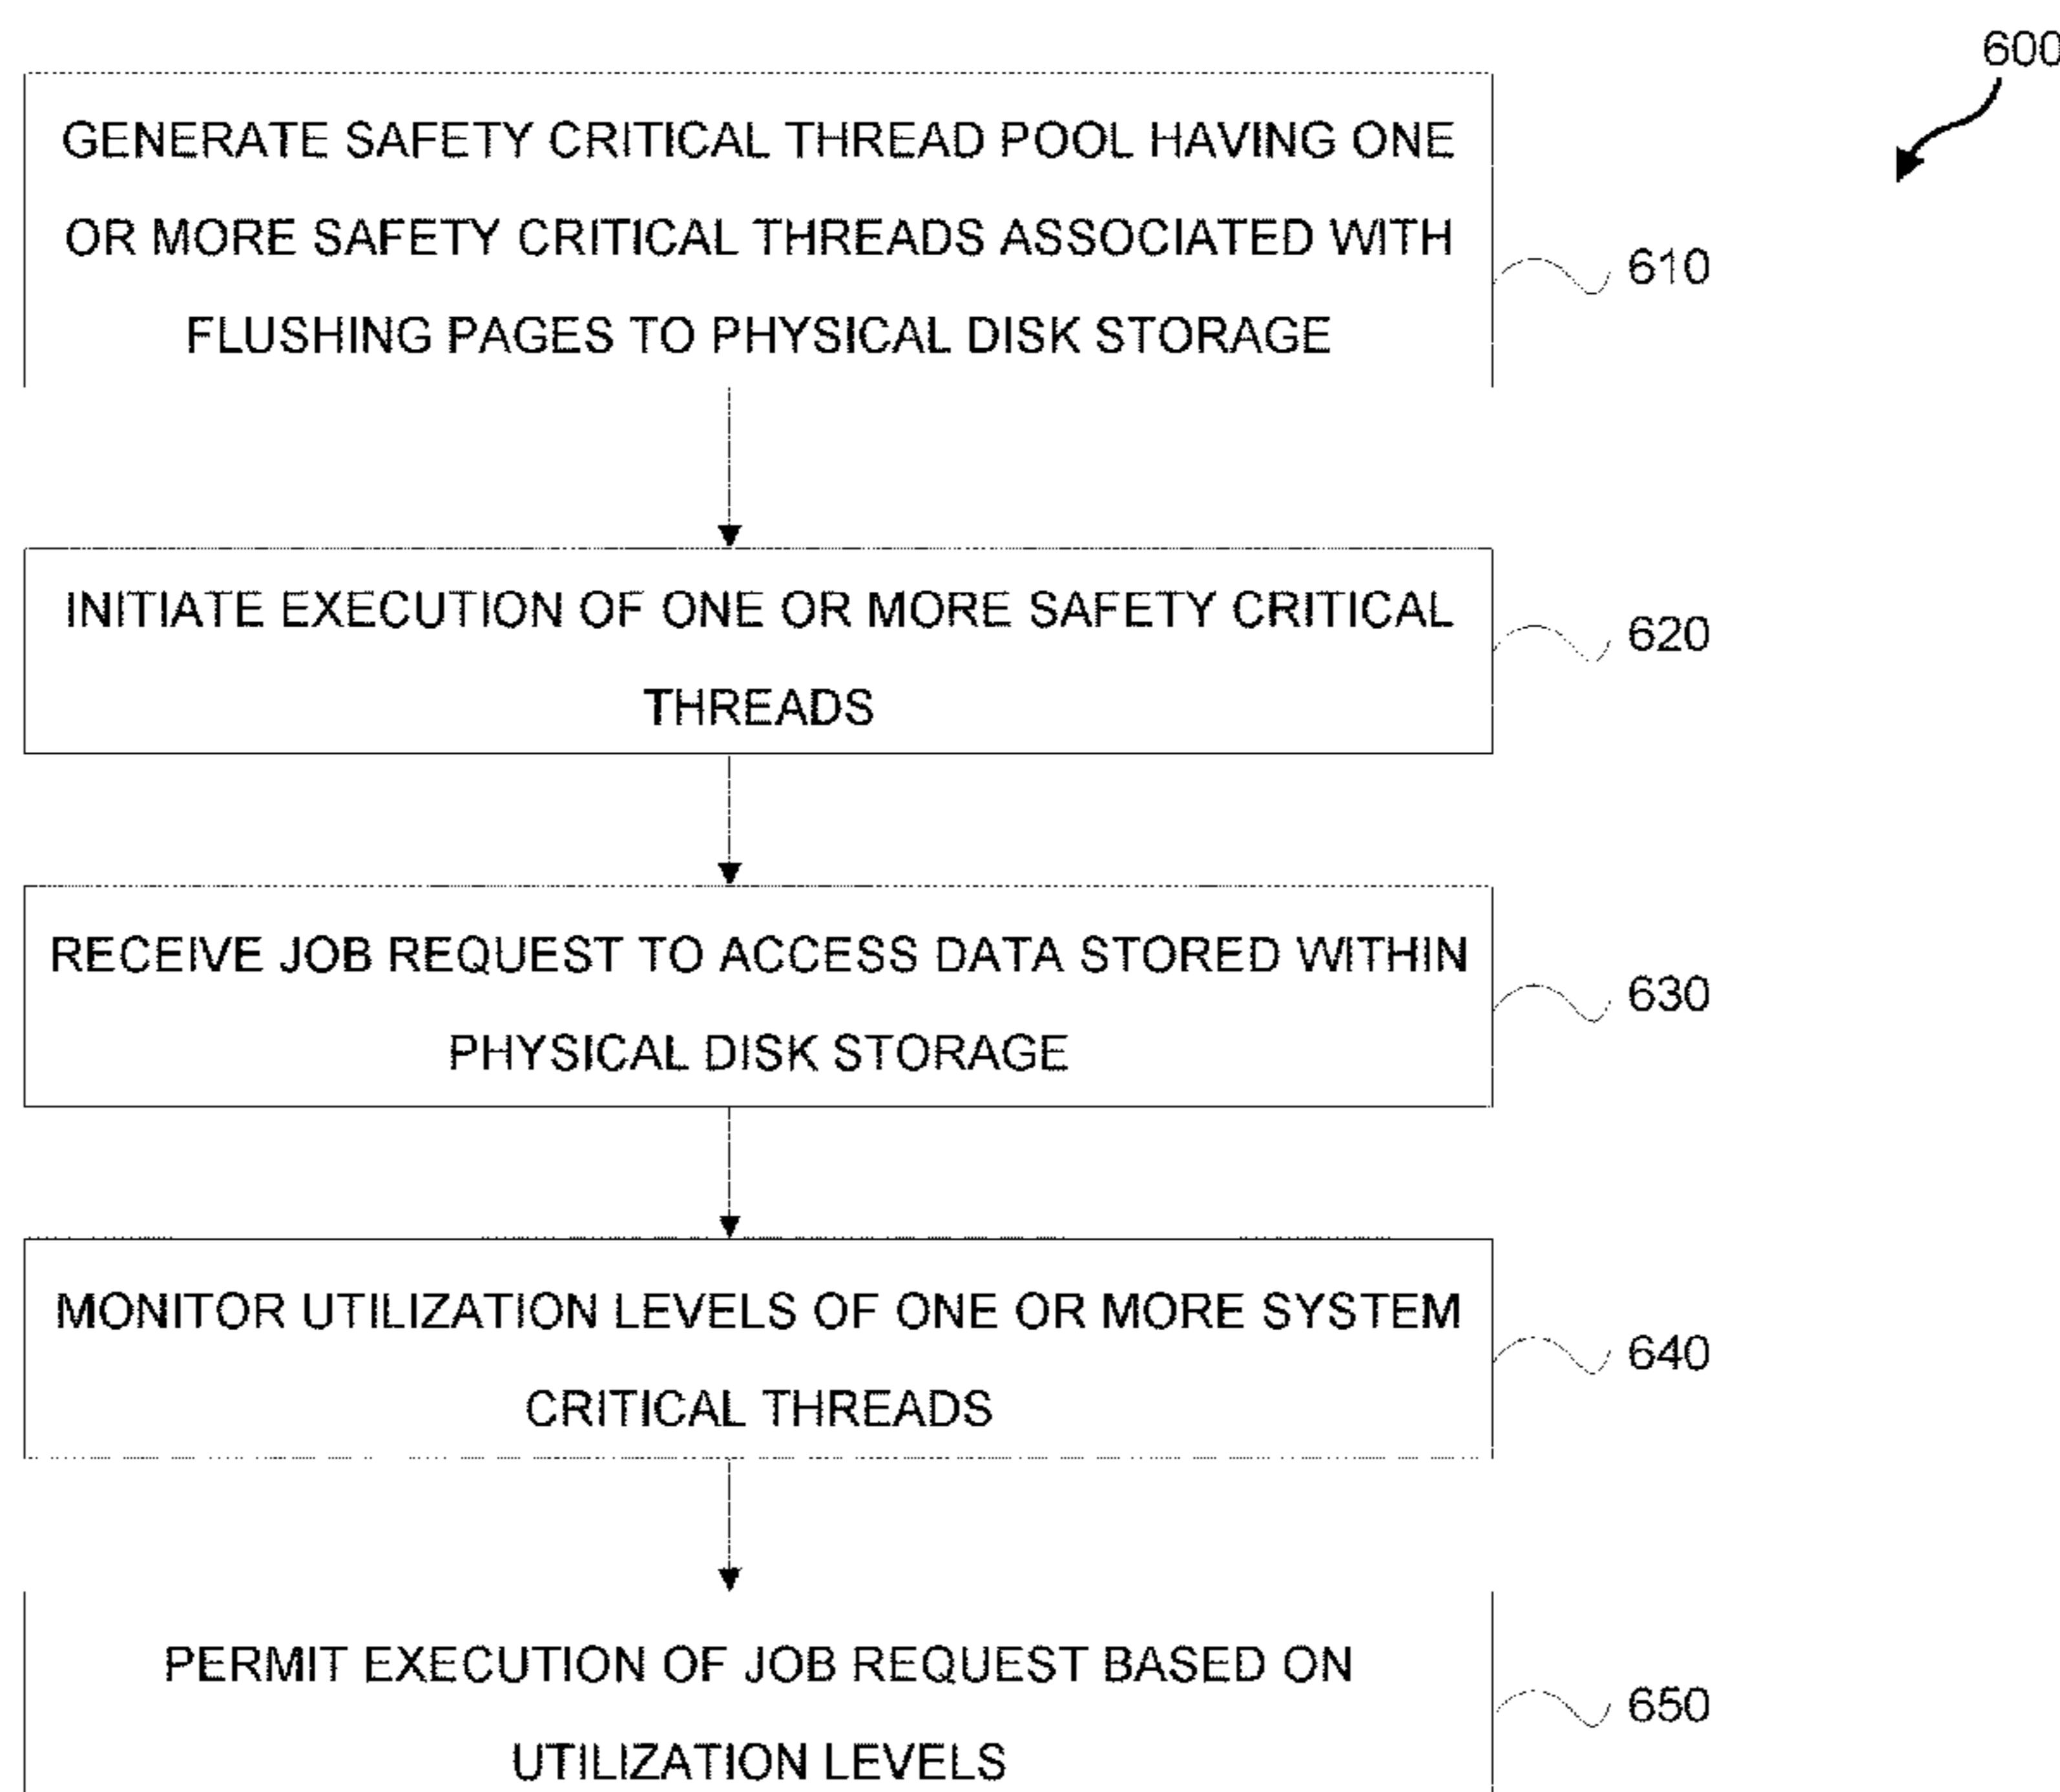 600
GENERATE SAFETY CRITICAL THREAD POOL HAVING ONE
OR MORE SAFETY CRITICAL THREADS ASSOCIATED WITH
FLUSHING PAGES TO PHYSICAL DISK STORAGE
610
INITIATE EXECUTION OF ONE OR MORE SAFETY CRITICAL
THREADS
620
RECEIVE JOB REQUEST TO ACCESS DATA STORED WITHIN
PHYSICAL DISK STORAGE
630
MONITOR UTILIZATION LEVELS OF ONE OR MORE SYSTEM
CRITICAL THREADS
640
PERMIT EXECUTION OF JOB REQUEST BASED ON
UTILIZATION LEVELS
650